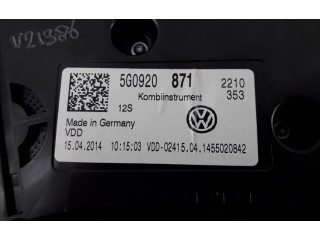 V21386
5G0920 871 2210
Kombiinstrument 353
12S
Made in Germany
VDD
15.04.2014 10:15:03 VDD-02415.04.1455020842